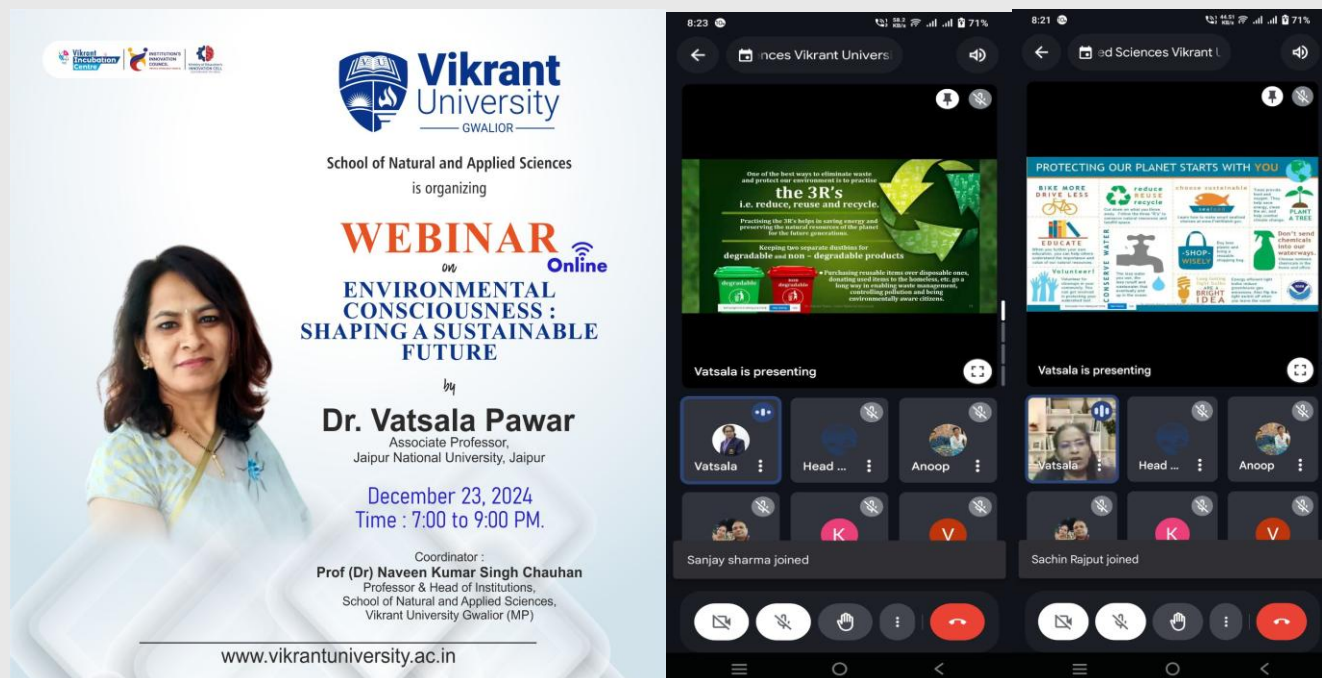 Vikrant
Incubation
Centre
INSTITUTION'S
INNOVATION
COUNCIL
Vikrant
University
GWALIOR
School of Natural and Applied Sciences
is organizing
WEBINAR
Online
on
ENVIRONMENTAL
CONSCIOUSNESS :
SHAPING A SUSTAINABLE
FUTURE
by
Dr. Vatsala Pawar
Associate Professor,
Jaipur National University, Jaipur
December 23, 2024
Time : 7:00 to 9:00 PM.
Coordinator :
Prof (Dr) Naveen Kumar Singh Chauhan
Professor & Head of Institutions,
School of Natural and Applied Sciences,
Vikrant University Gwalior (MP)
www.vikrantuniversity.ac.in
8:23
71%
nces Vikrant Univers
One of the best ways to eliminate waste
and protect our environment is to practise
the 3R's
i.e. reduce, reuse and recycle.
Practising the 3R's helps in saving energy and
preserving the natural resources of the planet
for the future generations.
Keeping two separate dustbins for
degradable and non - degradable products
degradable
non
degradable
Purchasing reusable items over disposable ones,
donating used items to the homeless, etc. go a
long way in enabling waste management,
controlling pollution and being
environmentally aware citizens.
Vatsala is presenting
Vatsala
Head ...
Anoop
K
V
Sanjay sharma joined
8:21
71%
ed Sciences Vikrant U
PROTECTING OUR PLANET STARTS WITH YOU
BIKE MORE
DRIVE LESS
reduce
REUSE
recycle
choose sustainable
seafood
PLANT
A TREE
EDUCATE
CONSERVE WATER
-SHOP-
WISELY
Don't send
chemicals
into our
waterways.
Volunteer!
ARE A
BRIGHT
IDEA
Vatsala is presenting
Vatsala
Head ...
Anoop
K
V
Sachin Rajput joined